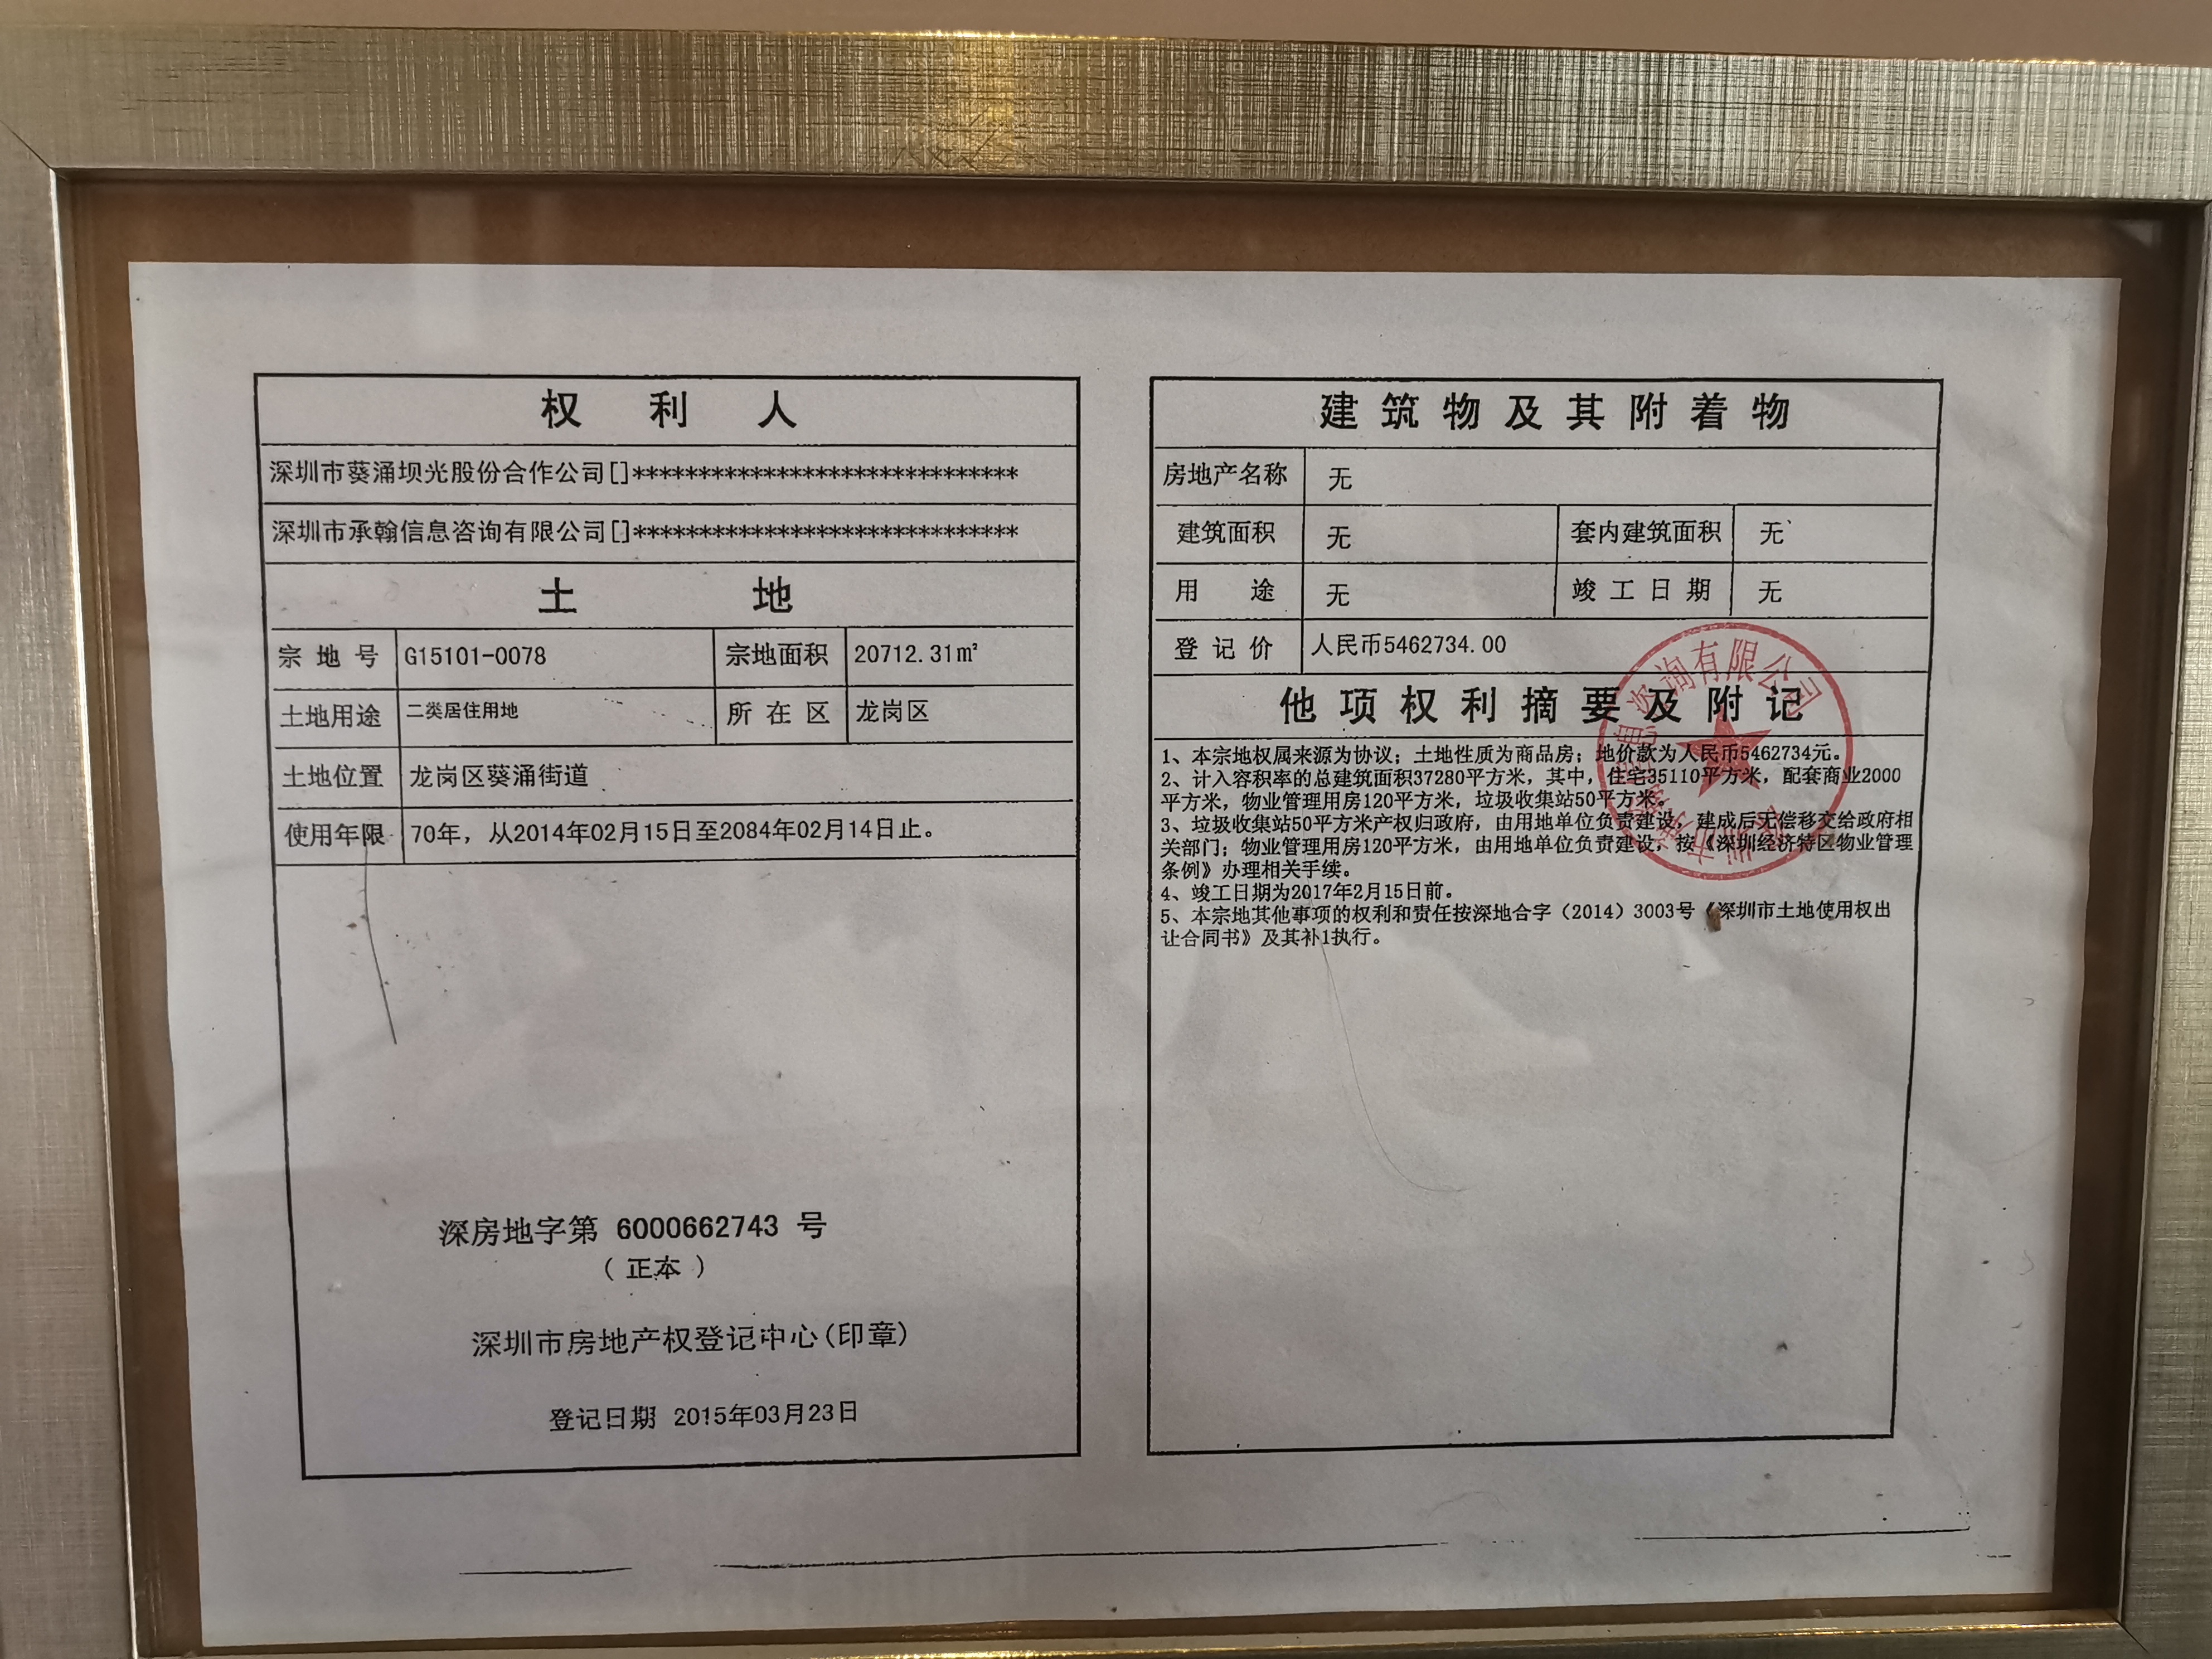 权利人
深圳市葵涌坝光股份合作公司[]******************************
深圳市承翰信息咨询有限公司[]******************************
土地
宗地号 G15101-0078 宗地面积 20712.31㎡
土地用途 二类居住用地 所在区 龙岗区
土地位置 龙岗区葵涌街道
使用年限 70年，从2014年02月15日至2084年02月14日止。
深房地字第 6000662743 号
（正本）
深圳市房地产权登记中心(印章)
登记日期 2015年03月23日
建筑物及其附着物
房地产名称 无
建筑面积 无 套内建筑面积 无
用途 无 竣工日期 无
登记价 人民币5462734.00
他项权利摘要及附记
1、本宗地权属来源为协议；土地性质为商品房；地价款为人民币5462734元。
2、计入容积率的总建筑面积37280平方米，其中，住宅35110平方米，配套商业2000
平方米，物业管理用房120平方米，垃圾收集站50平方米。
3、垃圾收集站50平方米产权归政府，由用地单位负责建设，建成后无偿移交给政府相
关部门；物业管理用房120平方米，由用地单位负责建设，按《深圳经济特区物业管理
条例》办理相关手续。
4、竣工日期为2017年2月15日前。
5、本宗地其他事项的权利和责任按深地合字（2014）3003号《深圳市土地使用权出
让合同书》及其补1执行。
咨询有限公司